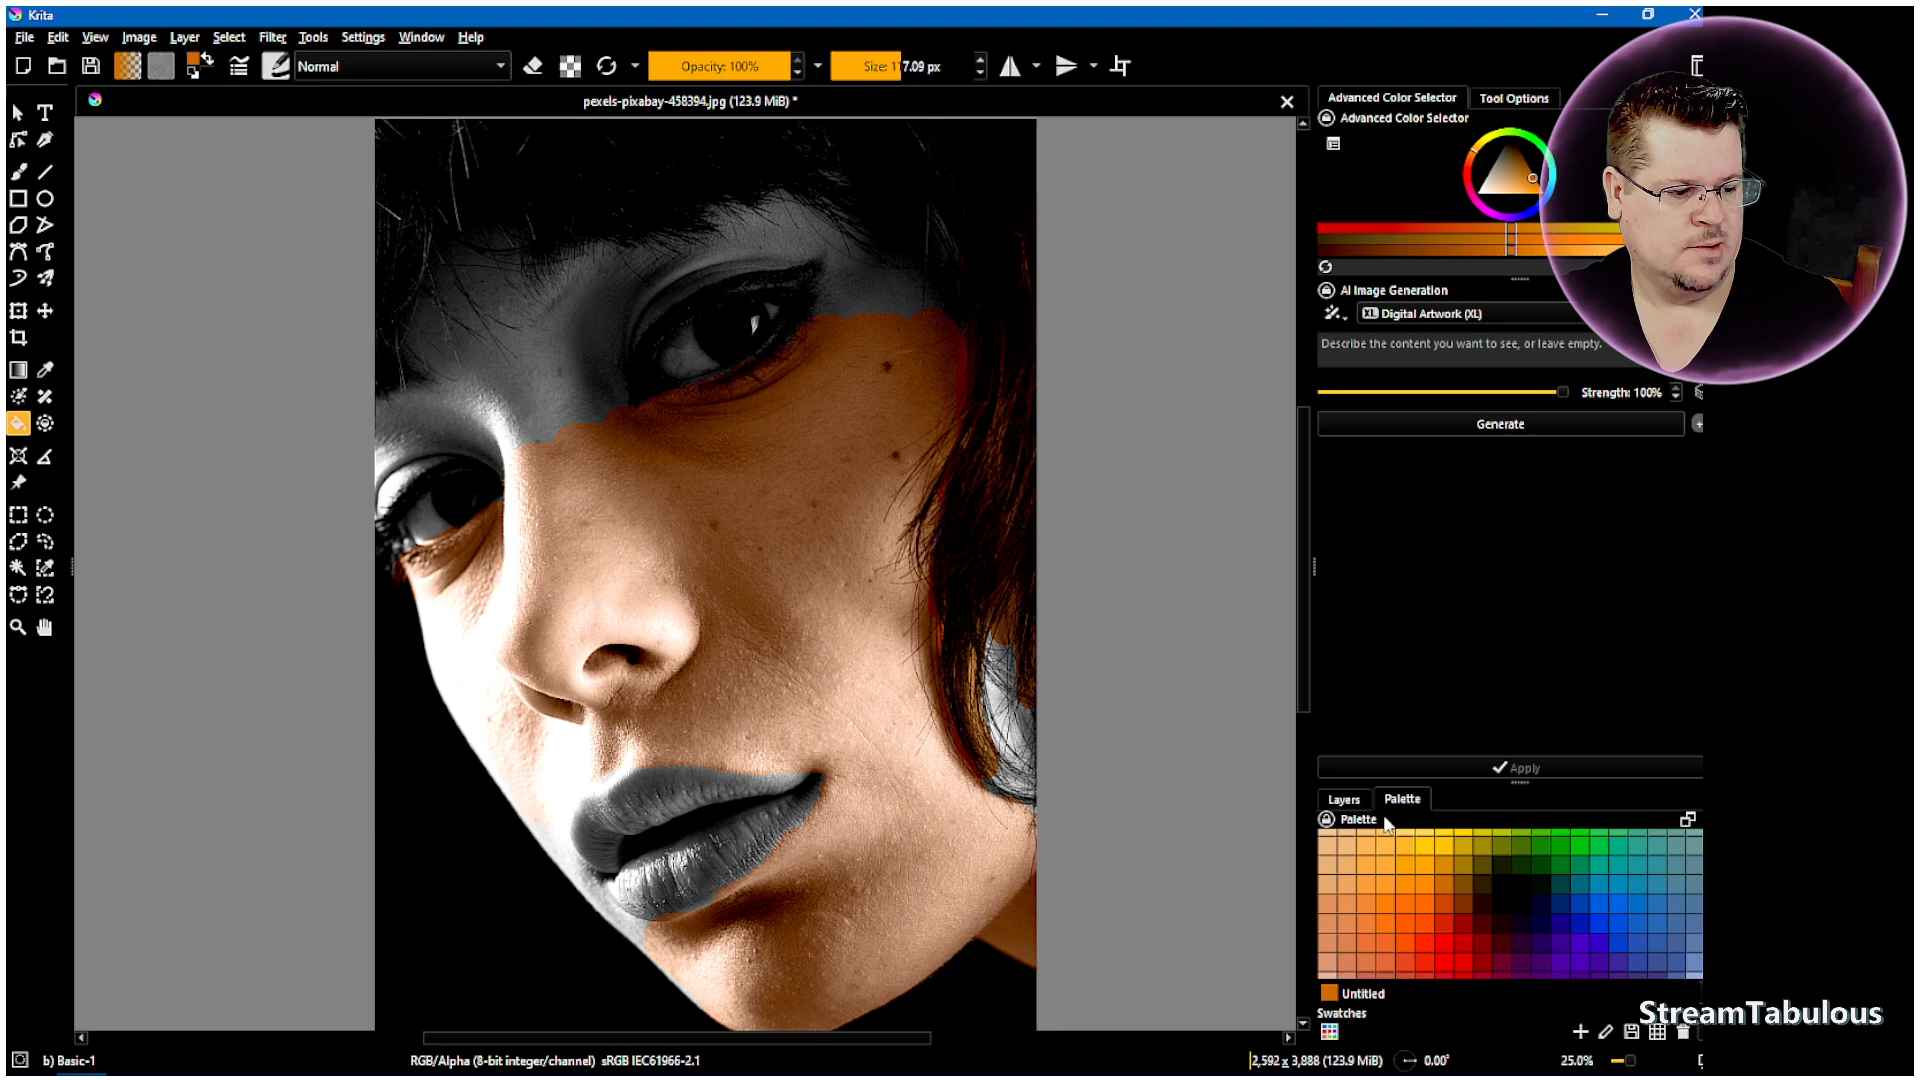 Krita
File Edit View Image Layer Select Filter Tools Settings Window Help
Normal
Opacity: 100%
Size: 117.09 px
pexels-pixabay-458394.jpg (123.9 MiB) *
Advanced Color Selector
Tool Options
Advanced Color Selector
AI Image Generation
XL Digital Artwork (XL)
Describe the content you want to see, or leave empty.
Strength: 100%
Generate
Apply
Layers
Palette
Palette
Untitled
Swatches
StreamTabulous
b) Basic-1
RGB/Alpha (8-bit integer/channel) sRGB IEC61966-2.1
2,592 x 3,888 (123.9 MiB)
0.00°
25.0%